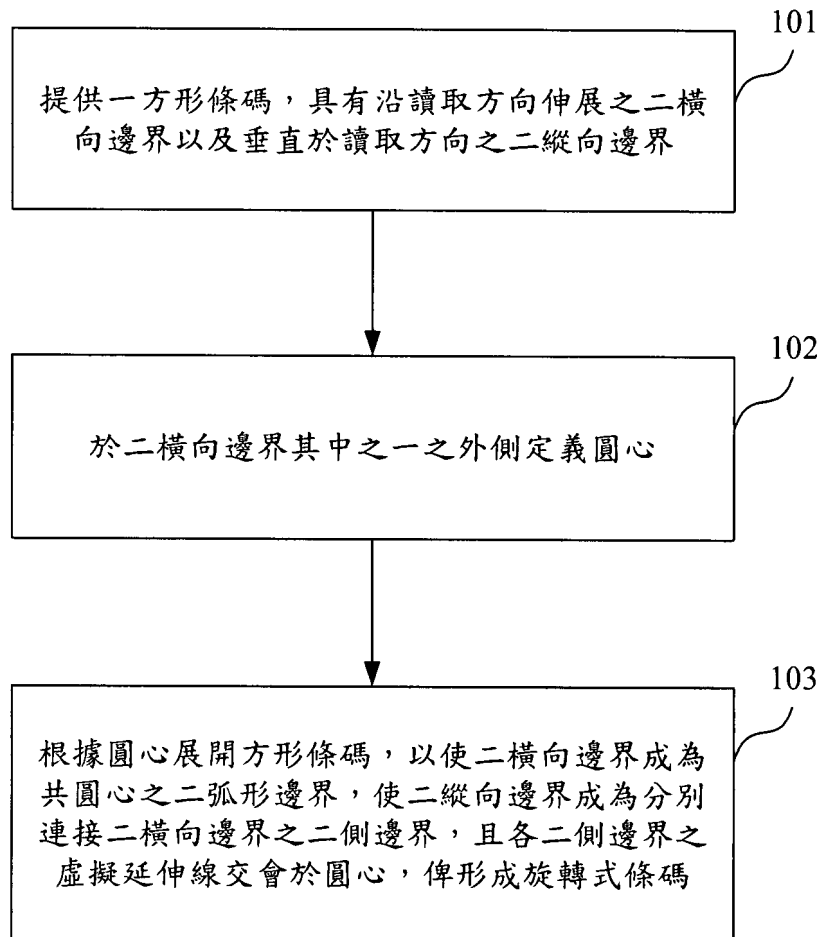 101
提供一方形條碼，具有沿讀取方向伸展之二橫
向邊界以及垂直於讀取方向之二縱向邊界
102
於二橫向邊界其中之一之外側定義圓心
103
根據圓心展開方形條碼，以使二橫向邊界成為
共圓心之二弧形邊界，使二縱向邊界成為分別
連接二橫向邊界之二側邊界，且各二側邊界之
虛擬延伸線交會於圓心，俾形成旋轉式條碼